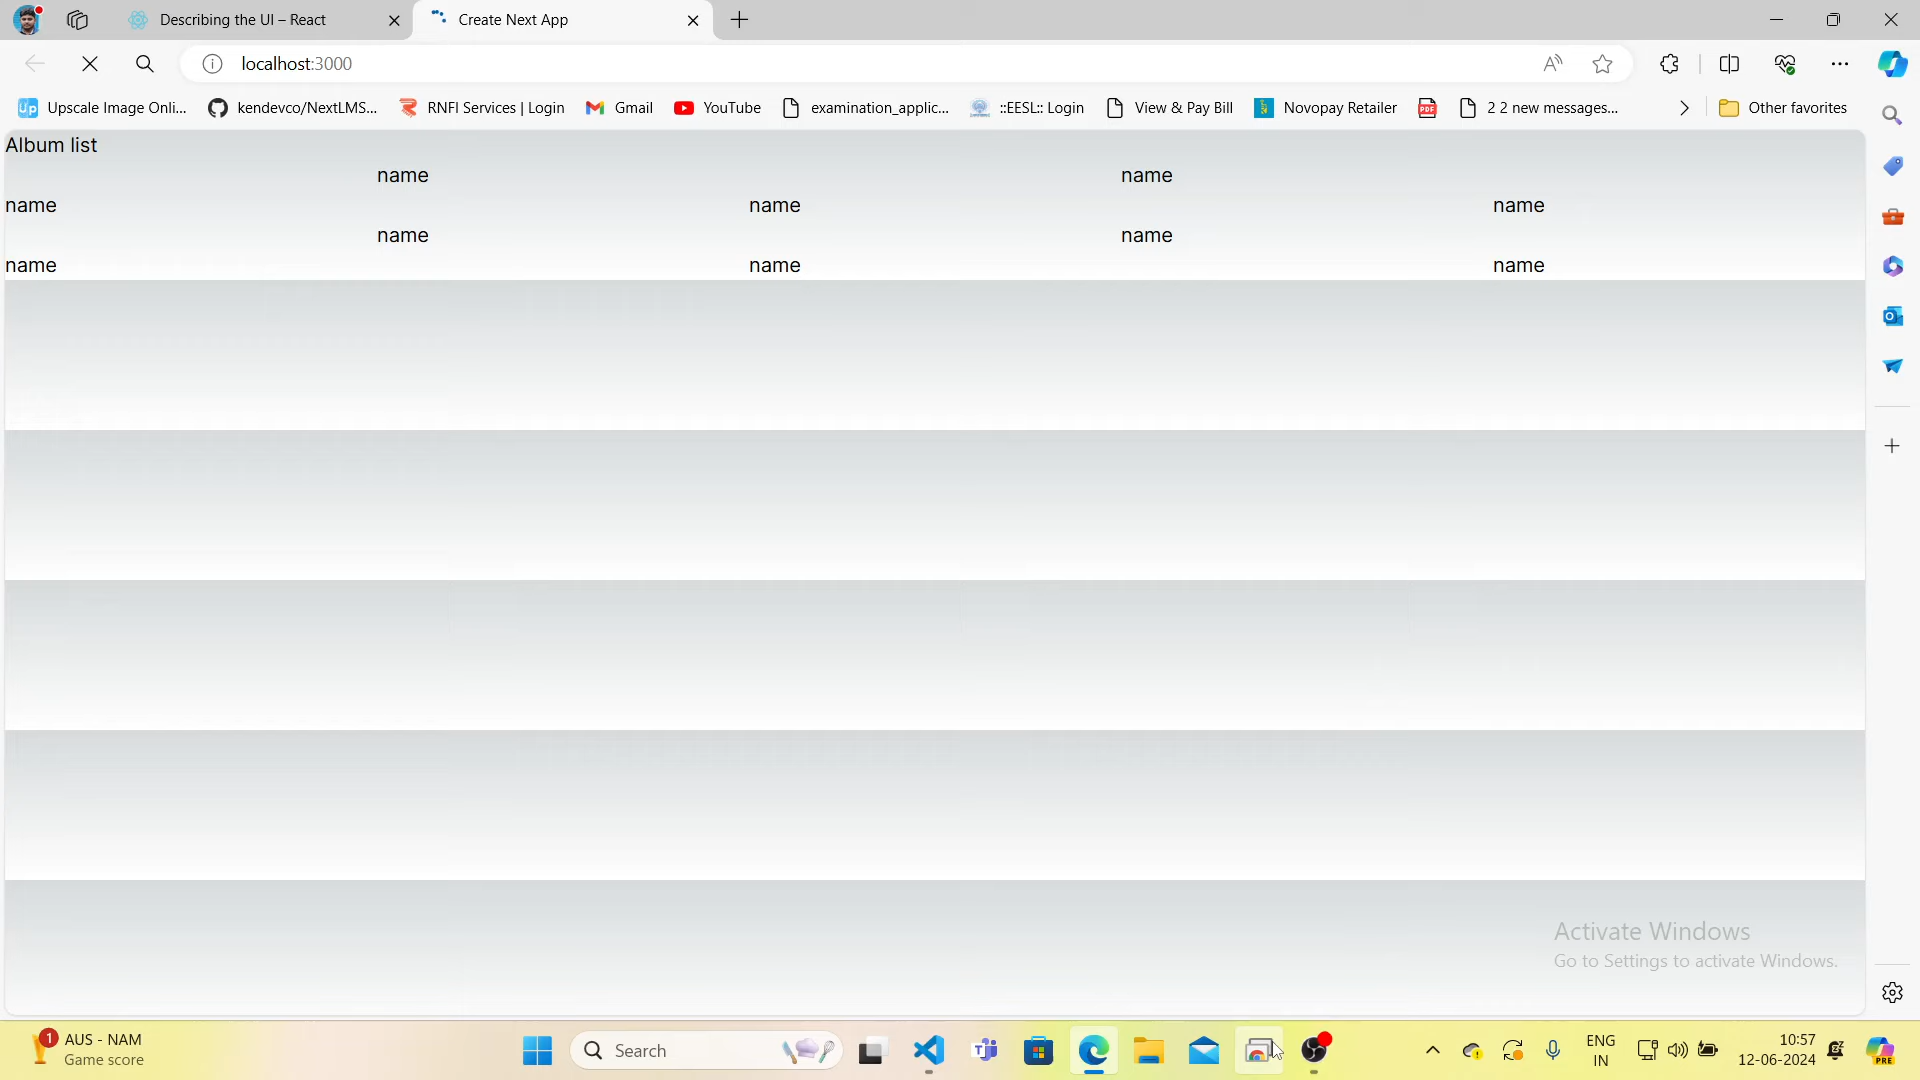 Describing the UI – React
Create Next App
localhost:3000
Upscale Image Onli...
kendevco/NextLMS...
RNFI Services | Login
Gmail
YouTube
examination_applic...
::EESL:: Login
View & Pay Bill
Novopay Retailer
PDF
2 2 new messages...
Other favorites
Album list
name name
name name name
name name
name name name
Activate Windows
Go to Settings to activate Windows.
1
AUS - NAM
Game score
Search
ENG
IN
10:57
12-06-2024
PRE